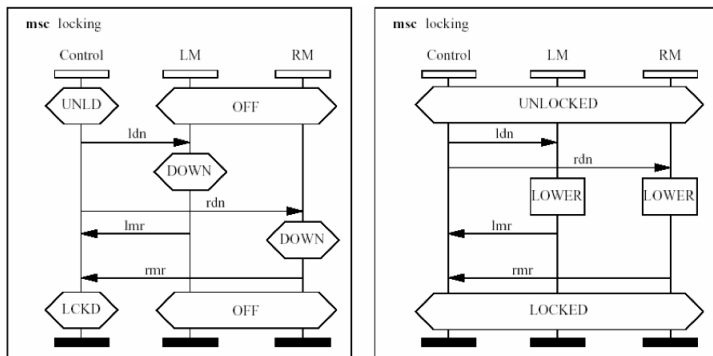 msc locking
Control LM RM
UNLD OFF
ldn
DOWN
rdn
lmr
DOWN
rmr
LCKD OFF
msc locking
Control LM RM
UNLOCKED
ldn
rdn
LOWER LOWER
lmr
rmr
LOCKED